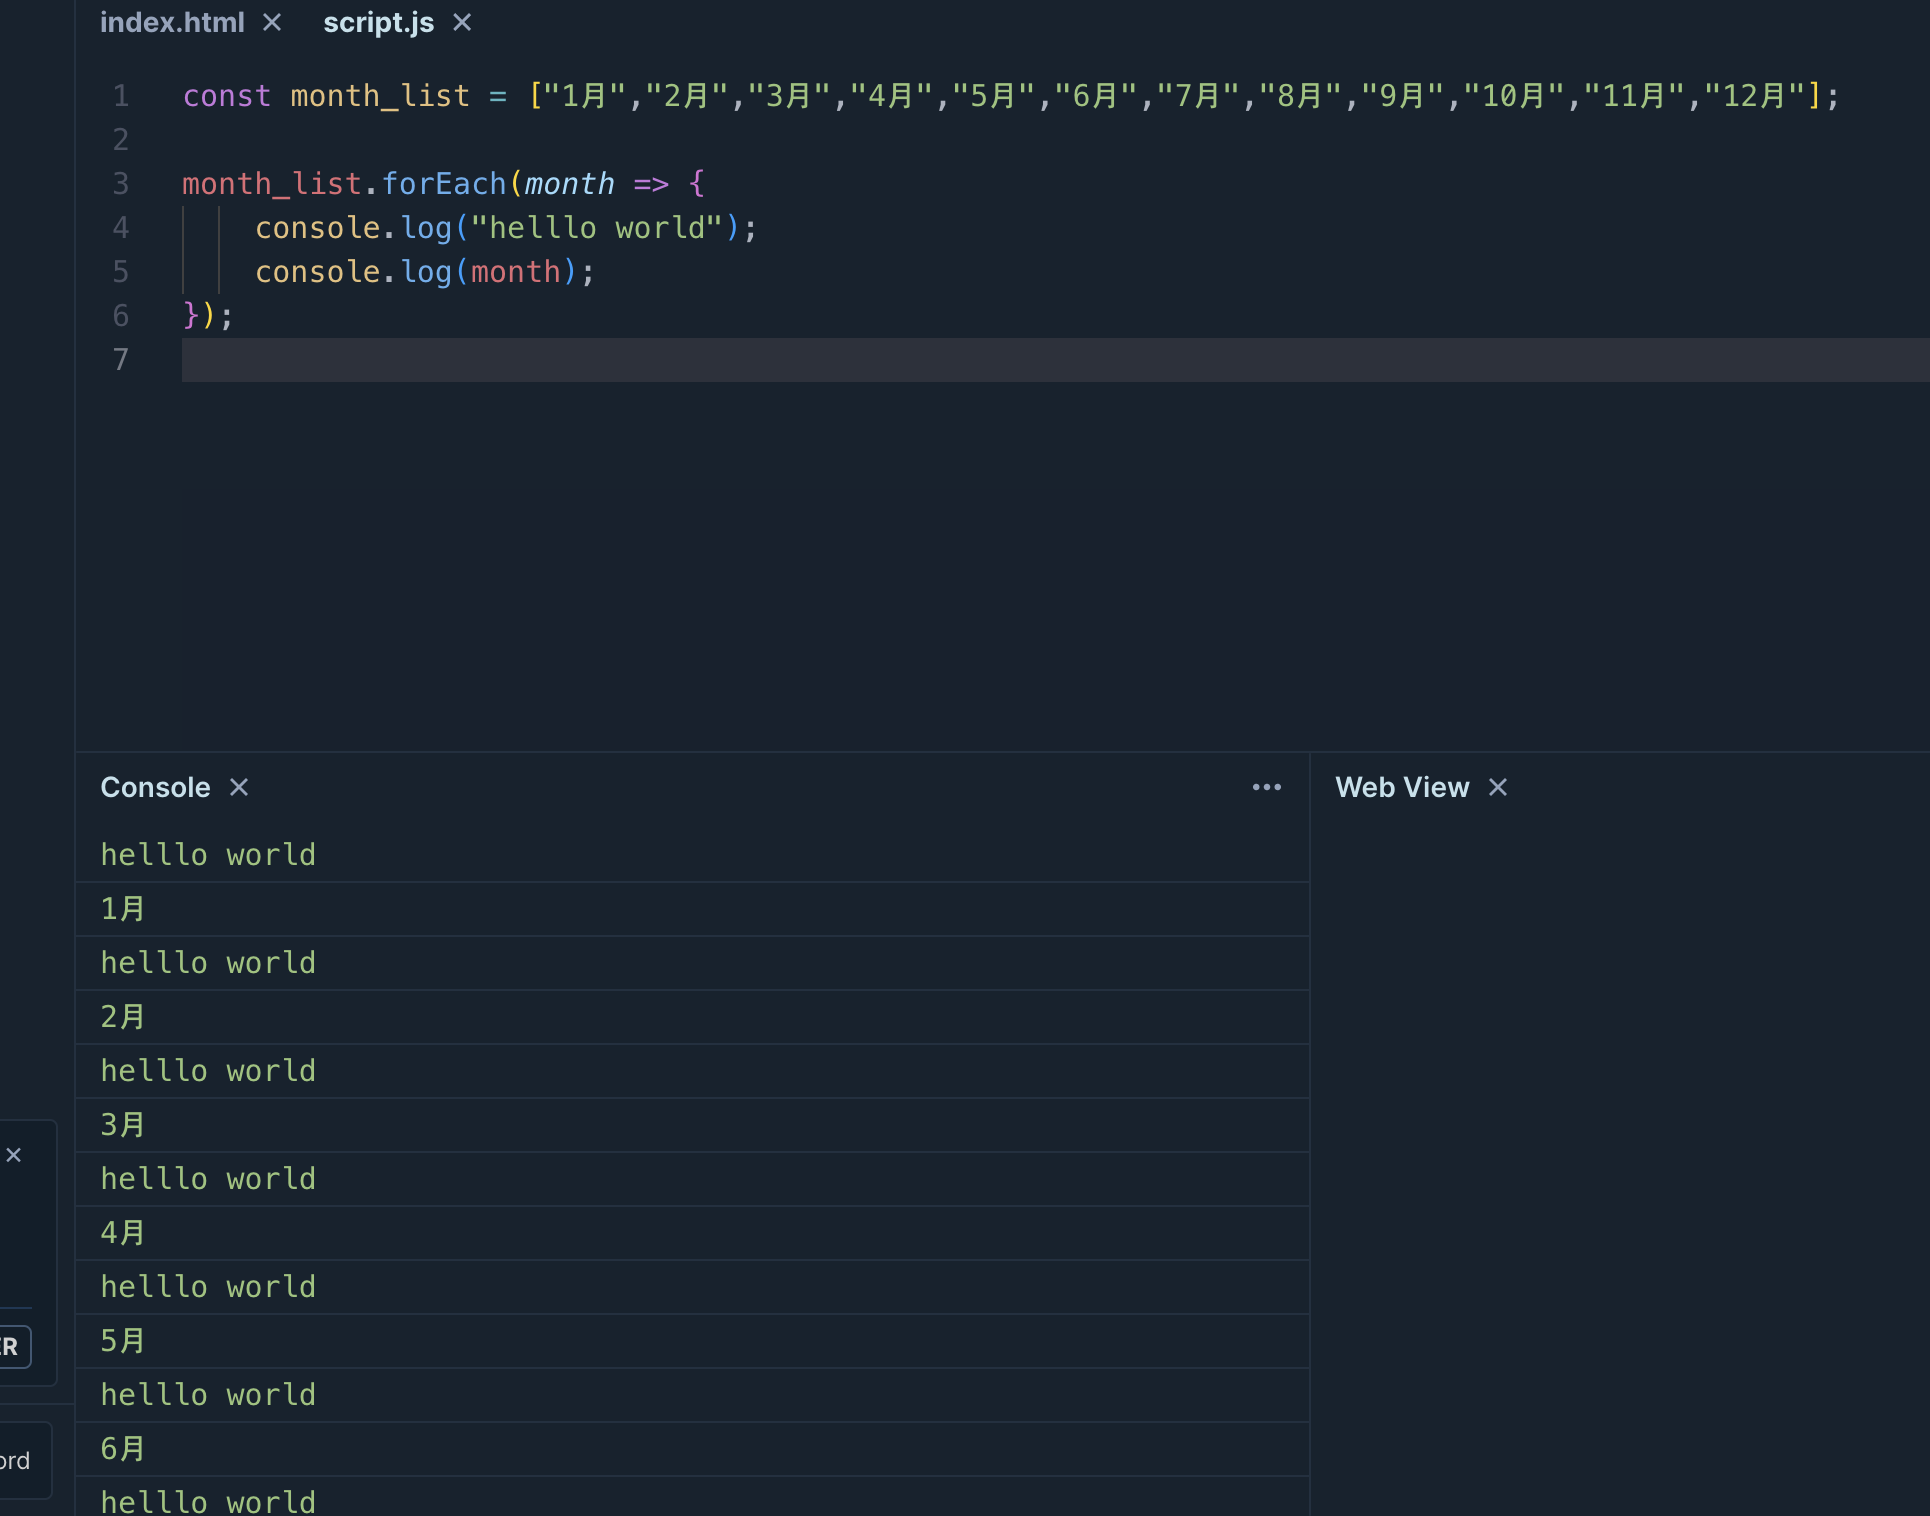 index.html × script.js ×
1 const month_list = ["1月","2月","3月","4月","5月","6月","7月","8月","9月","10月","11月","12月"];
2
3 month_list.forEach(month => {
4 console.log("helllo world");
5 console.log(month);
6 });
7
Console × ••• Web View ×
helllo world
1月
helllo world
2月
helllo world
3月
helllo world
4月
helllo world
5月
helllo world
6月
helllo world
ER
ord